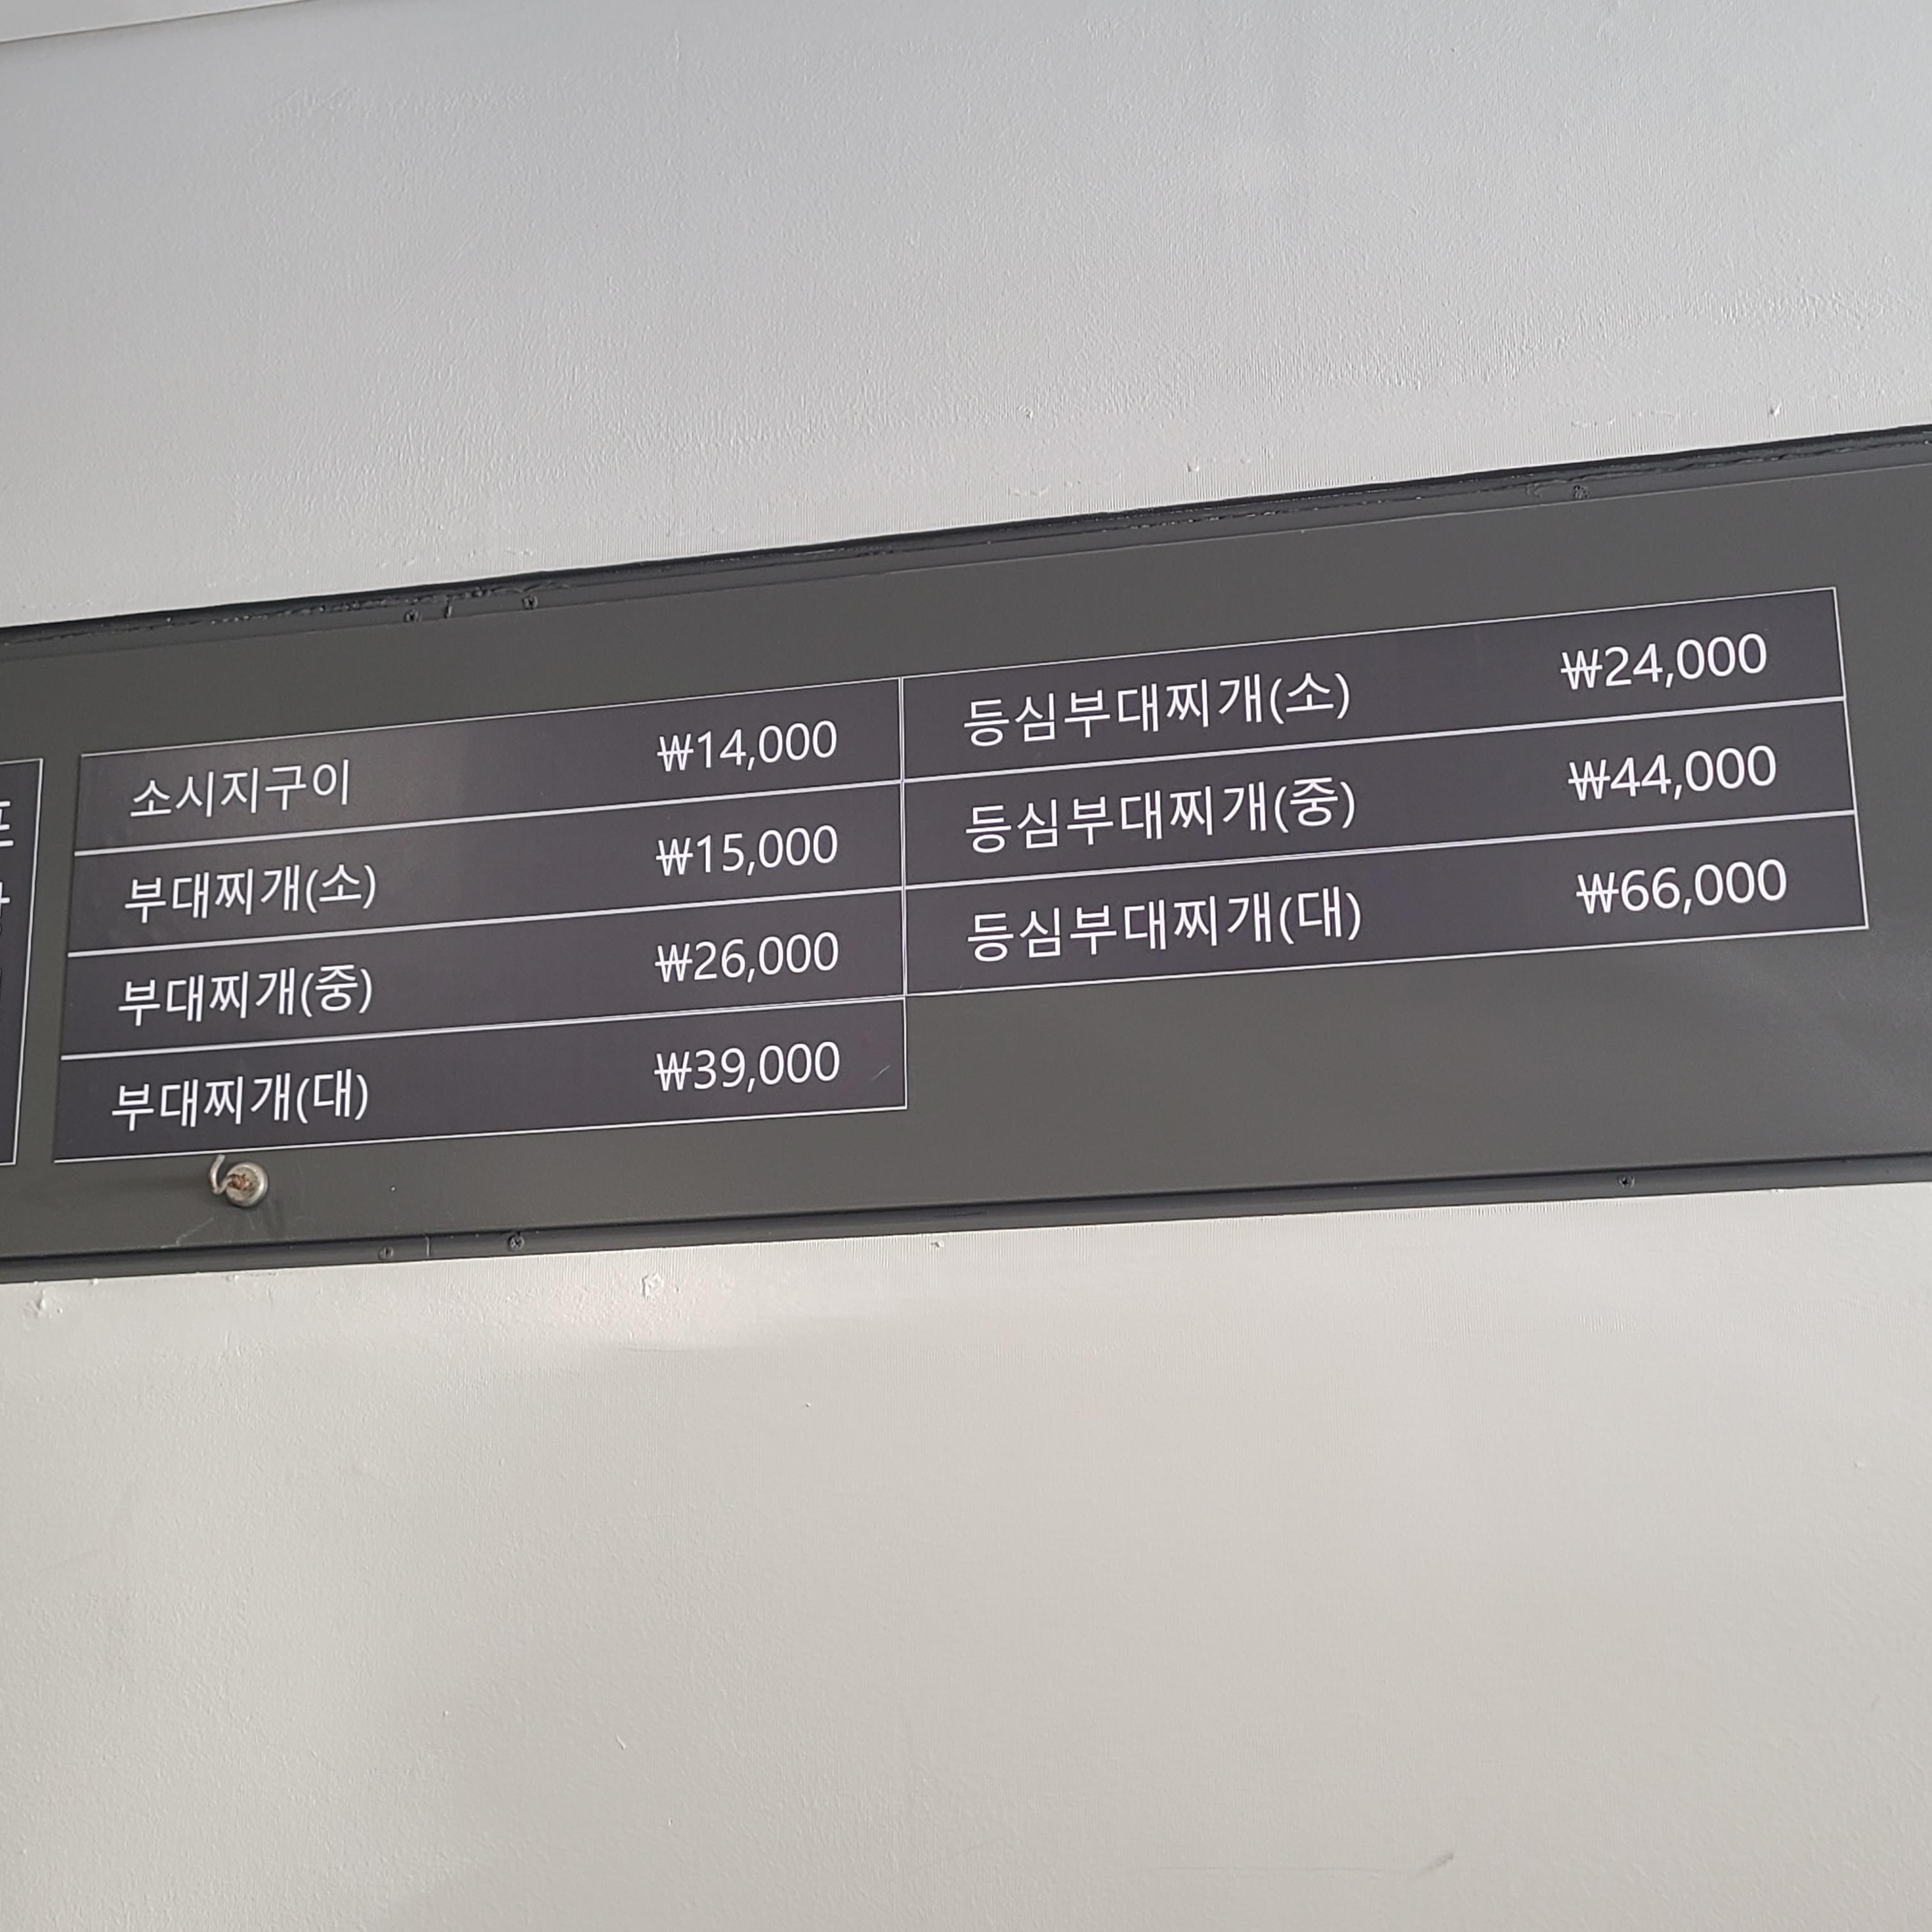 소시지구이 ₩14,000
부대찌개(소) ₩15,000
부대찌개(중) ₩26,000
부대찌개(대) ₩39,000
등심부대찌개(소) ₩24,000
등심부대찌개(중) ₩44,000
등심부대찌개(대) ₩66,000